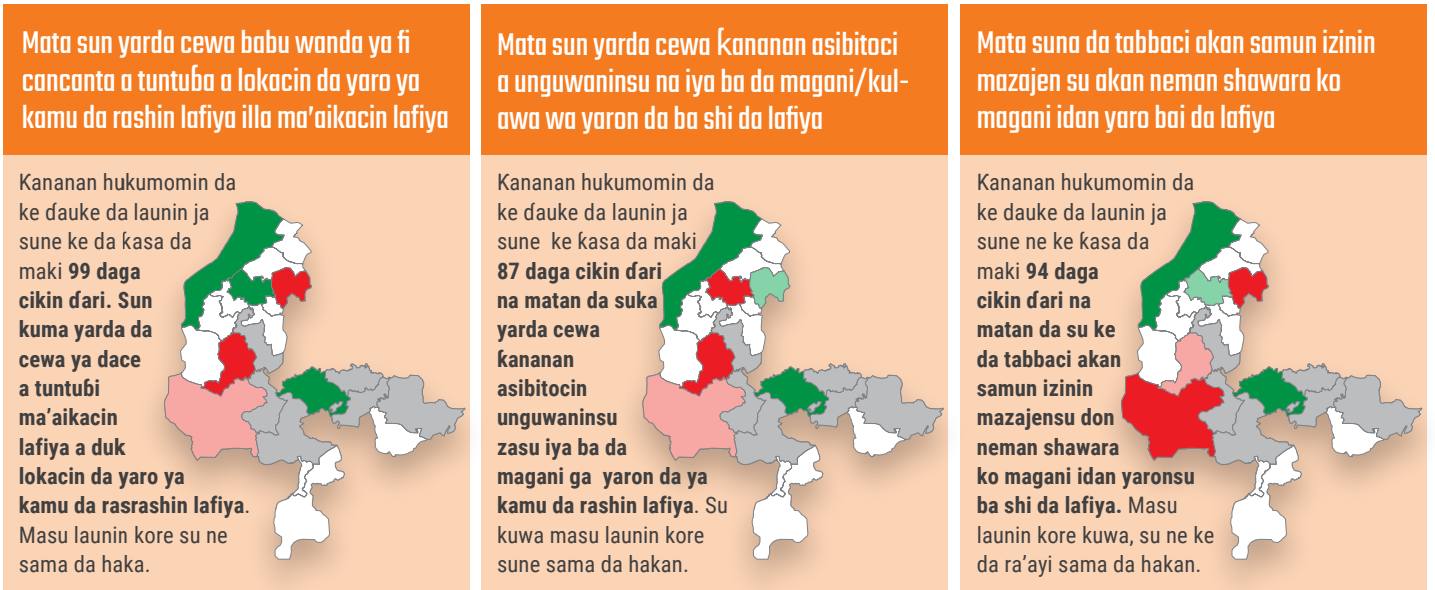 Mata sun yarda cewa babu wanda ya fi
cancanta a tuntuɓa a lokacin da yaro ya
kamu da rashin lafiya illa ma'aikacin lafiya
Kananan hukumomin da
ke ɗauke da launin ja
sune ke da ƙasa da
maki 99 daga
cikin ɗari. Sun
kuma yarda da
cewa ya dace
a tuntuɓi
ma'aikacin
lafiya a duk
lokacin da yaro ya
kamu da rasrashin lafiya.
Masu launin kore su ne
sama da haka.
Mata sun yarda cewa ƙananan asibitoci
a unguwaninsu na iya ba da magani/kul-
awa wa yaron da ba shi da lafiya
Kananan hukumomin da
ke ɗauke da launin ja
sune ke ƙasa da maki
87 daga cikin ɗari
na matan da suka
yarda cewa
ƙananan
asibitocin
unguwaninsu
zasu iya ba da
magani ga yaron da ya
kamu da rashin lafiya. Su
kuwa masu launin kore
sune sama da hakan.
Mata suna da tabbaci akan samun izinin
mazajen su akan neman shawara ko
magani idan yaro bai da lafiya
Kananan hukumomin da
ke dauke da launin ja
sune ne ke ƙasa da
maki 94 daga
cikin ɗari na
matan da su ke
da tabbaci akan
samun izinin
mazajensu don
neman shawara
ko magani idan yaronsu
ba shi da lafiya. Masu
launin kore kuwa, su ne ke
da ra'ayi sama da hakan.